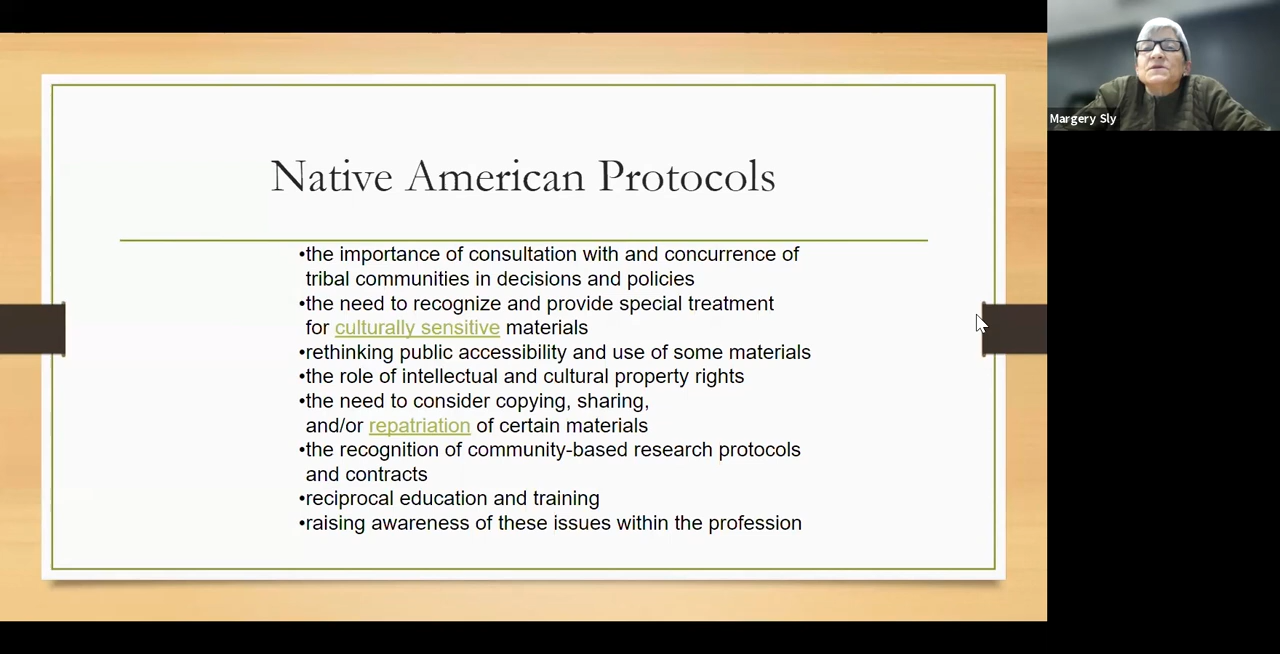 Native American Protocols
•the importance of consultation with and concurrence of
tribal communities in decisions and policies
•the need to recognize and provide special treatment
for culturally sensitive materials
•rethinking public accessibility and use of some materials
•the role of intellectual and cultural property rights
•the need to consider copying, sharing,
and/or repatriation of certain materials
•the recognition of community-based research protocols
and contracts
•reciprocal education and training
•raising awareness of these issues within the profession
Margery Sly